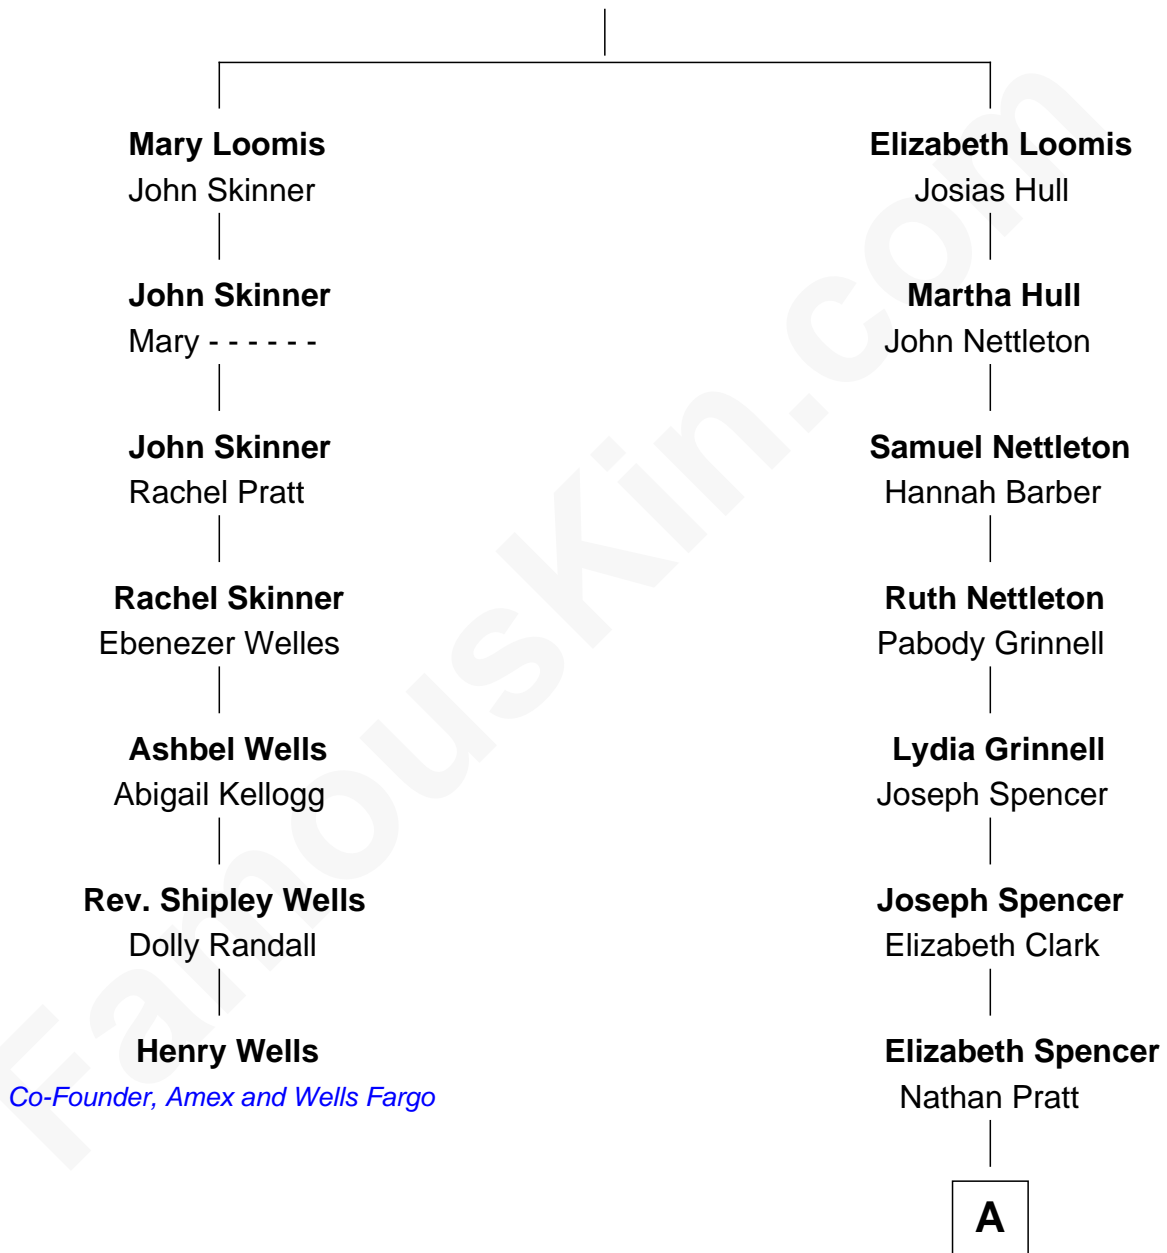 Mary Loomis
John Skinner
John Skinner
Mary - - - - - -
John Skinner
Rachel Pratt
Rachel Skinner
Ebenezer Welles
Ashbel Wells
Abigail Kellogg
Rev. Shipley Wells
Dolly Randall
Henry Wells
Co-Founder, Amex and Wells Fargo
Elizabeth Loomis
Josias Hull
Martha Hull
John Nettleton
Samuel Nettleton
Hannah Barber
Ruth Nettleton
Pabody Grinnell
Lydia Grinnell
Joseph Spencer
Joseph Spencer
Elizabeth Clark
Elizabeth Spencer
Nathan Pratt
A
FamousKin.com